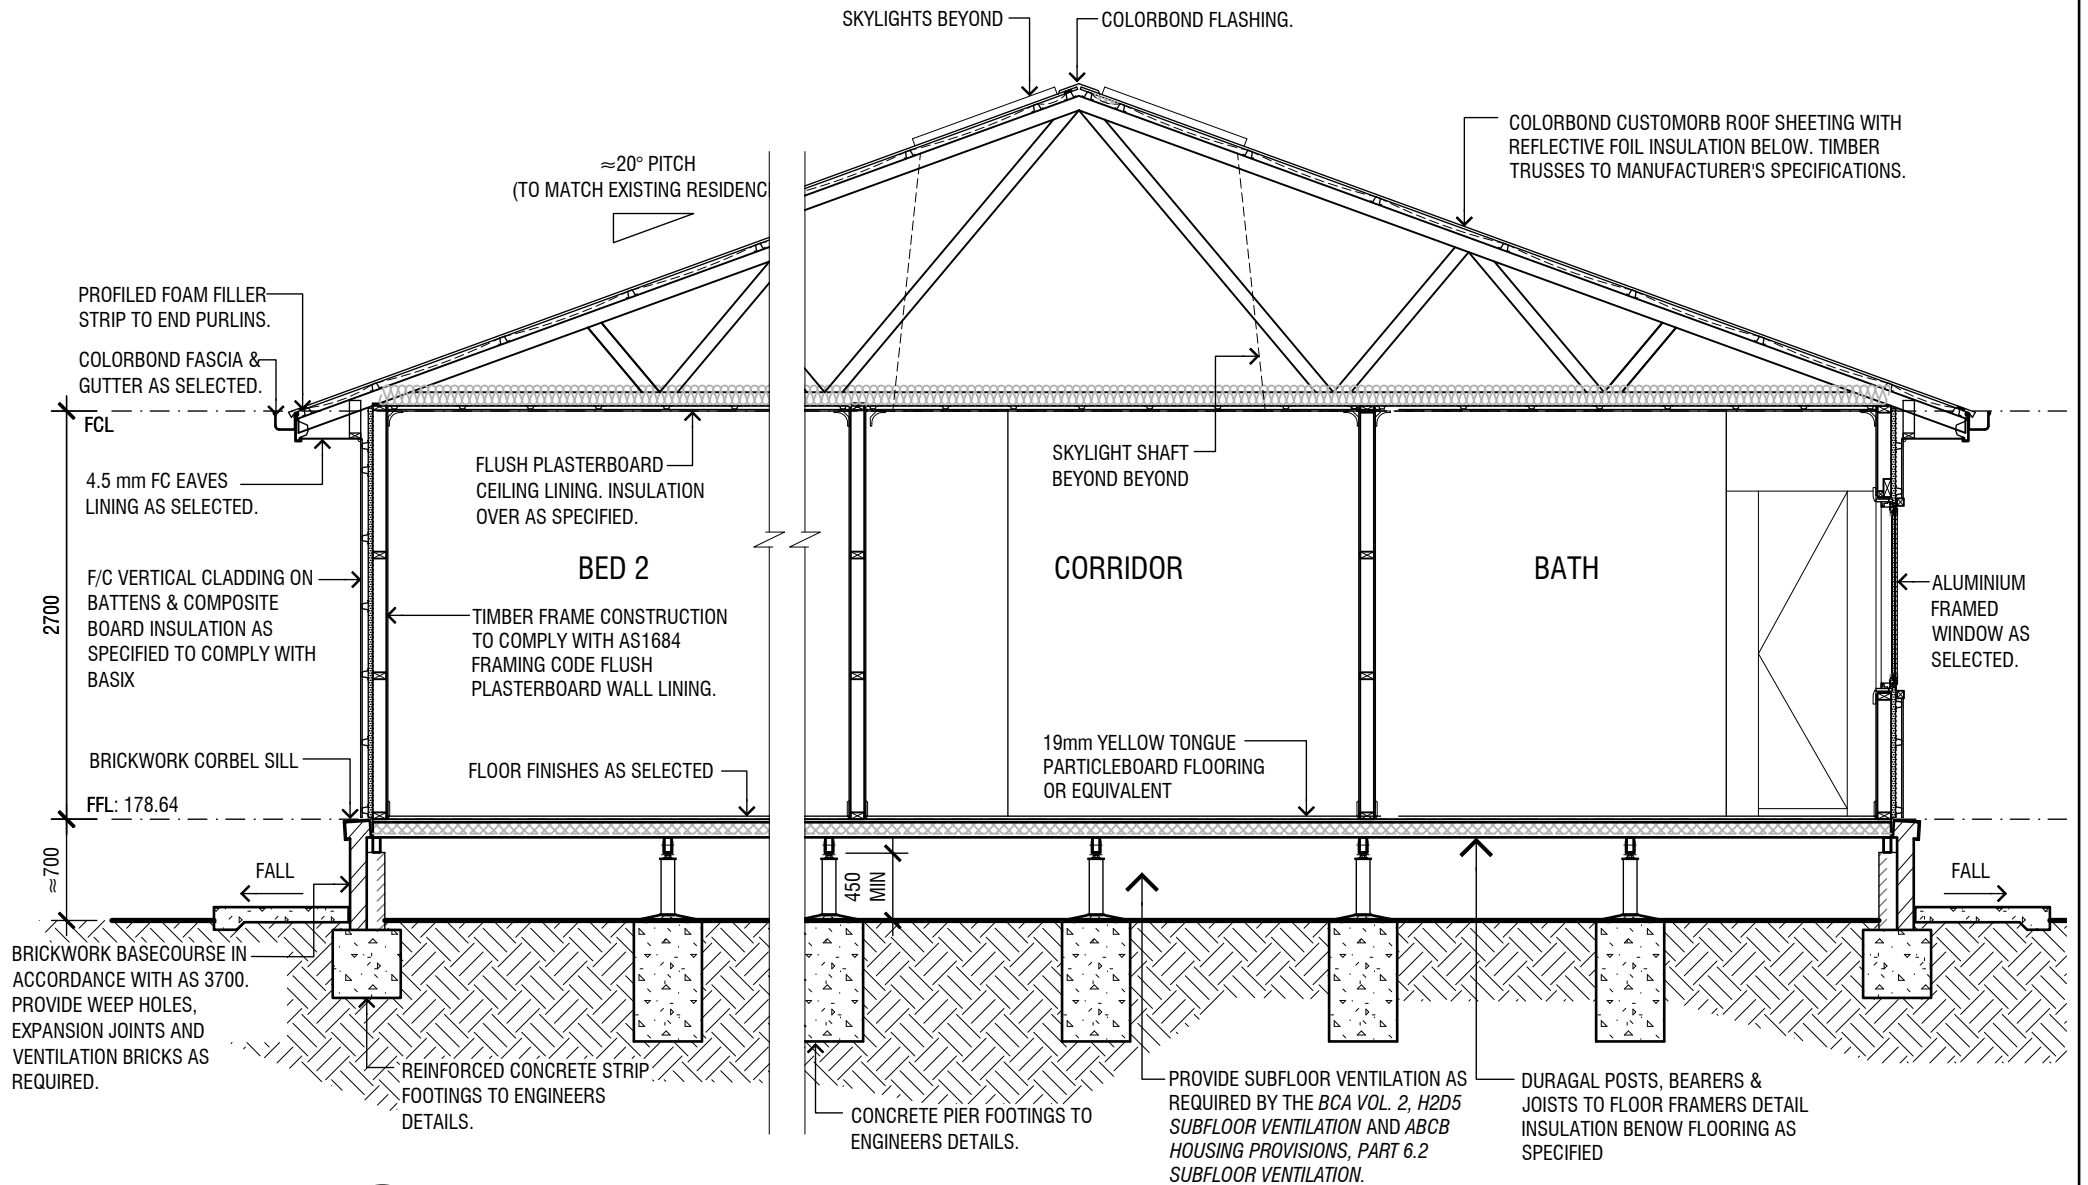 SKYLIGHTS BEYOND
COLORBOND FLASHING.
≈20° PITCH
(TO MATCH EXISTING RESIDENC
COLORBOND CUSTOMORB ROOF SHEETING WITH
REFLECTIVE FOIL INSULATION BELOW. TIMBER
TRUSSES TO MANUFACTURER'S SPECIFICATIONS.
PROFILED FOAM FILLER
STRIP TO END PURLINS.
COLORBOND FASCIA &
GUTTER AS SELECTED.
FCL
4.5 mm FC EAVES
LINING AS SELECTED.
FLUSH PLASTERBOARD
CEILING LINING. INSULATION
OVER AS SPECIFIED.
SKYLIGHT SHAFT
BEYOND BEYOND
BED 2
CORRIDOR
BATH
2700
F/C VERTICAL CLADDING ON
BATTENS & COMPOSITE
BOARD INSULATION AS
SPECIFIED TO COMPLY WITH
BASIX
TIMBER FRAME CONSTRUCTION
TO COMPLY WITH AS1684
FRAMING CODE FLUSH
PLASTERBOARD WALL LINING.
ALUMINIUM
FRAMED
WINDOW AS
SELECTED.
BRICKWORK CORBEL SILL
FLOOR FINISHES AS SELECTED
19mm YELLOW TONGUE
PARTICLEBOARD FLOORING
OR EQUIVALENT
FFL: 178.64
≈700
FALL
450
MIN
FALL
BRICKWORK BASECOURSE IN
ACCORDANCE WITH AS 3700.
PROVIDE WEEP HOLES,
EXPANSION JOINTS AND
VENTILATION BRICKS AS
REQUIRED.
REINFORCED CONCRETE STRIP
FOOTINGS TO ENGINEERS
DETAILS.
CONCRETE PIER FOOTINGS TO
ENGINEERS DETAILS.
PROVIDE SUBFLOOR VENTILATION AS
REQUIRED BY THE BCA VOL. 2, H2D5
SUBFLOOR VENTILATION AND ABCB
HOUSING PROVISIONS, PART 6.2
SUBFLOOR VENTILATION.
DURAGAL POSTS, BEARERS &
JOISTS TO FLOOR FRAMERS DETAIL
INSULATION BENOW FLOORING AS
SPECIFIED